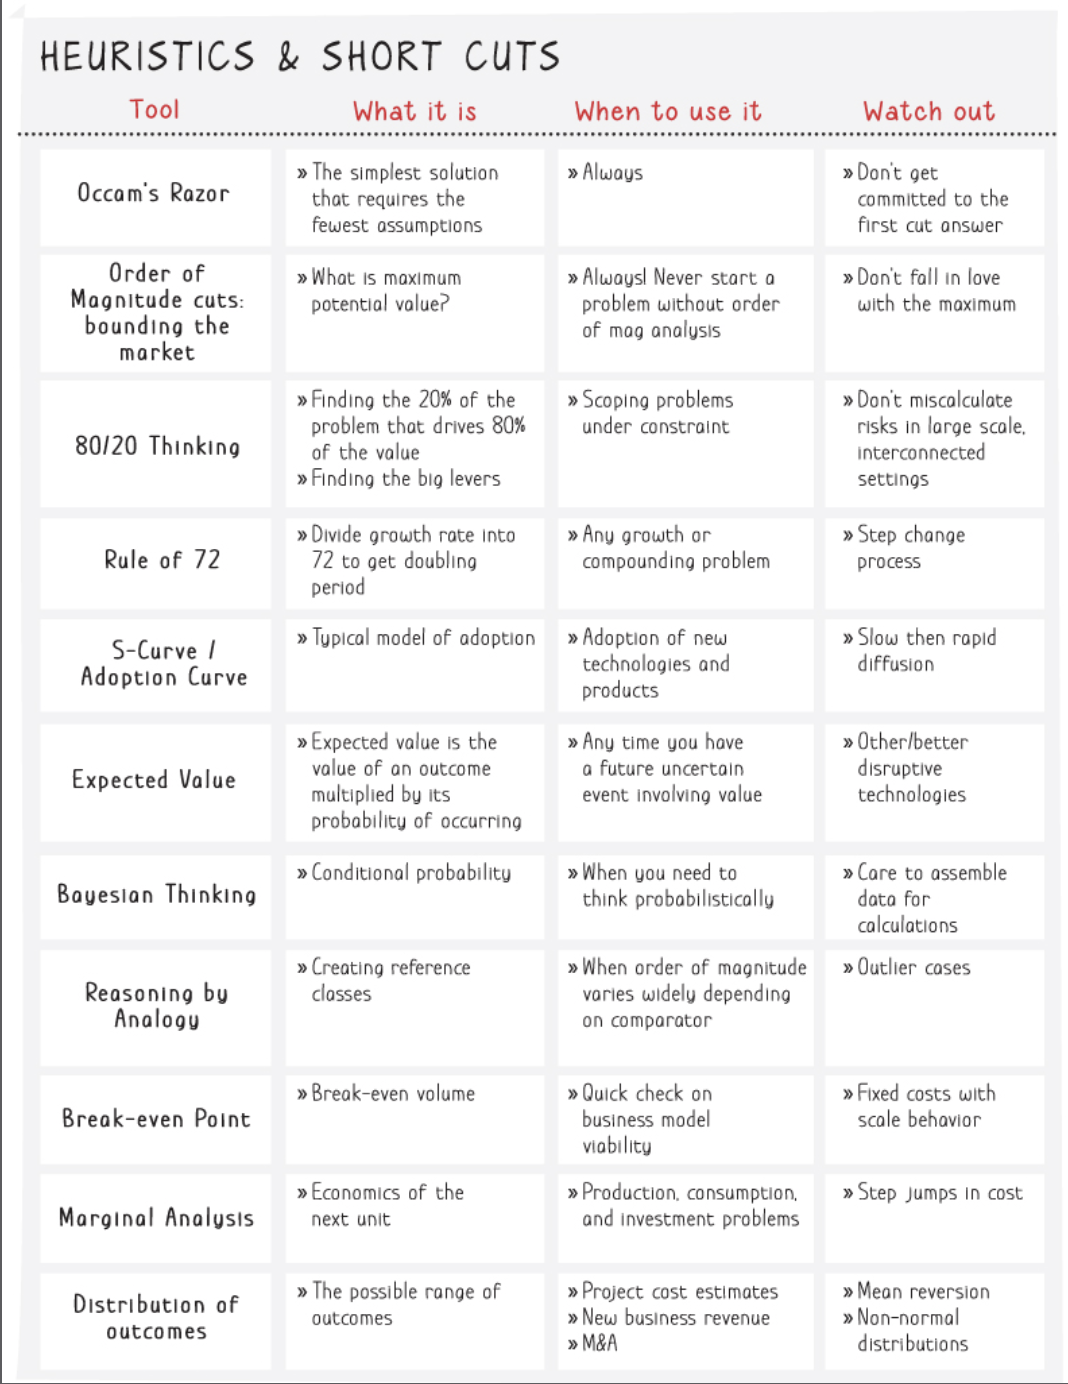 HEURISTICS & SHORT CUTS
Tool
What it is
When to use it
Watch out
Occam's Razor
» The simplest solution
that requires the
fewest assumptions
» Always
» Don't get
committed to the
first cut answer
Order of
Magnitude cuts:
bounding the
market
» What is maximum
potential value?
» Always! Never start a
problem without order
of mag analysis
» Don't fall in love
with the maximum
80/20 Thinking
» Finding the 20% of the
problem that drives 80%
of the value
» Finding the big levers
» Scoping problems
under constraint
» Don't miscalculate
risks in large scale,
interconnected
settings
Rule of 72
» Divide growth rate into
72 to get doubling
period
» Any growth or
compounding problem
» Step change
process
S-Curve /
Adoption Curve
» Typical model of adoption
» Adoption of new
technologies and
products
» Slow then rapid
diffusion
Expected Value
» Expected value is the
value of an outcome
multiplied by its
probability of occurring
» Any time you have
a future uncertain
event involving value
» Other/better
disruptive
technologies
Bayesian Thinking
» Conditional probability
» When you need to
think probabilistically
» Care to assemble
data for
calculations
Reasoning by
Analogy
» Creating reference
classes
» When order of magnitude
varies widely depending
on comparator
» Outlier cases
Break-even Point
» Break-even volume
» Quick check on
business model
viability
» Fixed costs with
scale behavior
Marginal Analysis
» Economics of the
next unit
» Production, consumption,
and investment problems
» Step jumps in cost
Distribution of
outcomes
» The possible range of
outcomes
» Project cost estimates
» New business revenue
» M&A
» Mean reversion
» Non-normal
distributions